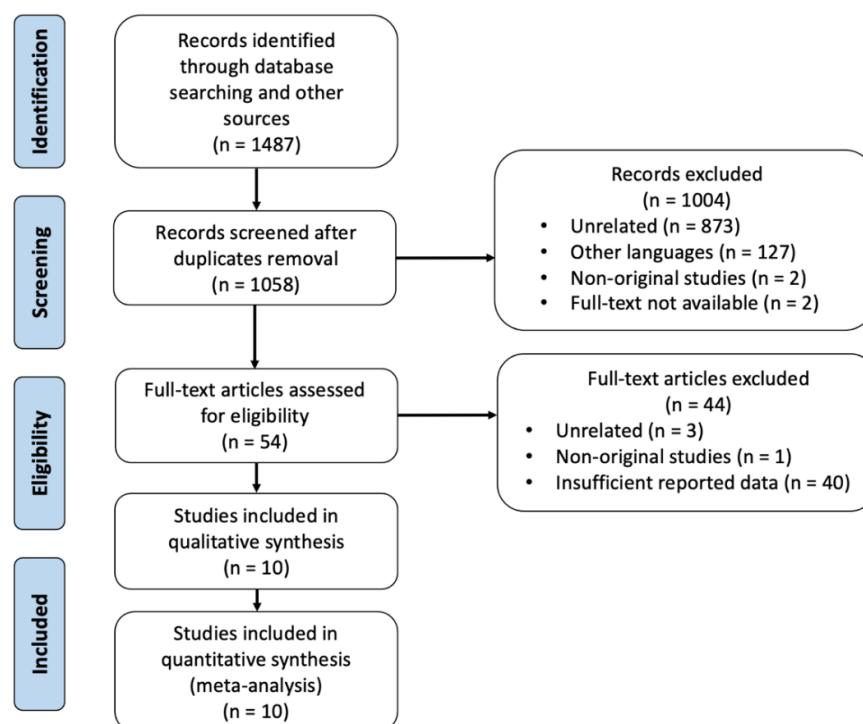 Identification
Records identified
through database
searching and other
sources
(n = 1487)
Screening
Records screened after
duplicates removal
(n = 1058)
Records excluded
(n = 1004)
• Unrelated (n = 873)
• Other languages (n = 127)
• Non-original studies (n = 2)
• Full-text not available (n = 2)
Eligibility
Full-text articles assessed
for eligibility
(n = 54)
Full-text articles excluded
(n = 44)
• Unrelated (n = 3)
• Non-original studies (n = 1)
• Insufficient reported data (n = 40)
Studies included in
qualitative synthesis
(n = 10)
Included
Studies included in
quantitative synthesis
(meta-analysis)
(n = 10)